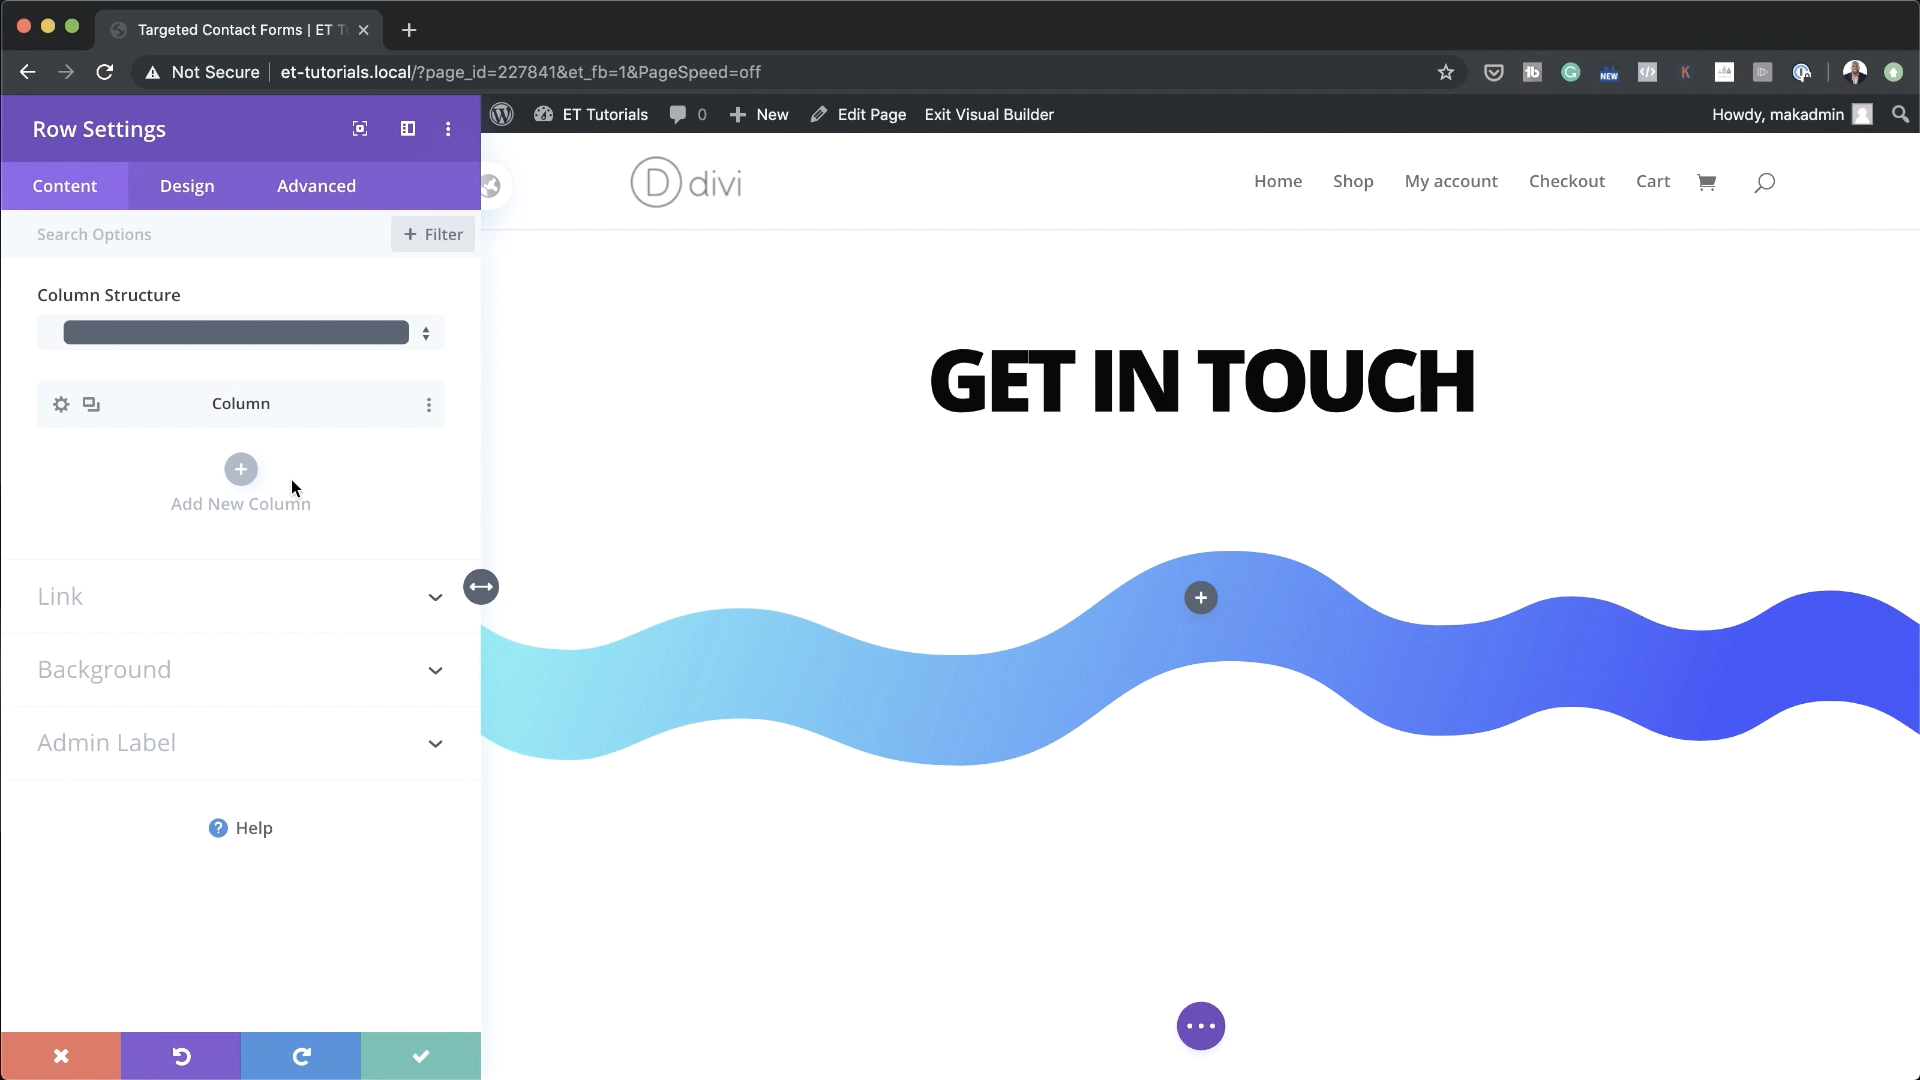 Targeted Contact Forms | ET T
Not Secure
et-tutorials.local/?page_id=227841&et_fb=1&PageSpeed=off
NEW
Row Settings
ET Tutorials
0
New
Edit Page
Exit Visual Builder
Howdy, makadmin
Content
Design
Advanced
D divi
Home
Shop
My account
Checkout
Cart
Search Options
+ Filter
Column Structure
GET IN TOUCH
Column
Add New Column
Link
Background
Admin Label
? Help